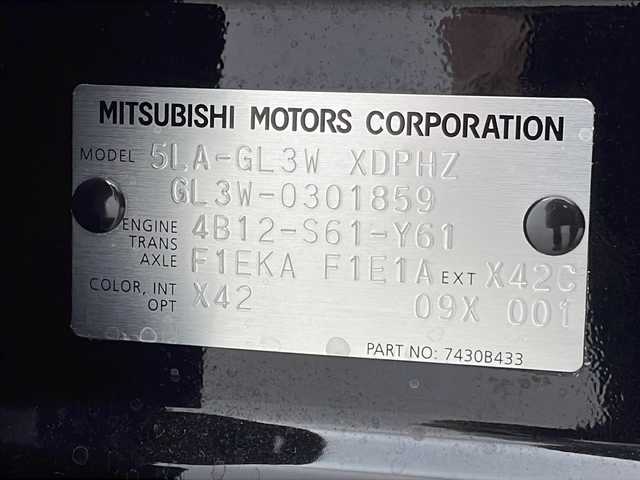 MITSUBISHI MOTORS CORPORATION
MODEL 5LA-GL3W XDPHZ
GL3W-0301859
ENGINE 4B12-S61-Y61
TRANS
AXLE F1EKA F1E1A EXT X42C
COLOR, INT X42
OPT 09X 001
PART NO: 7430B433